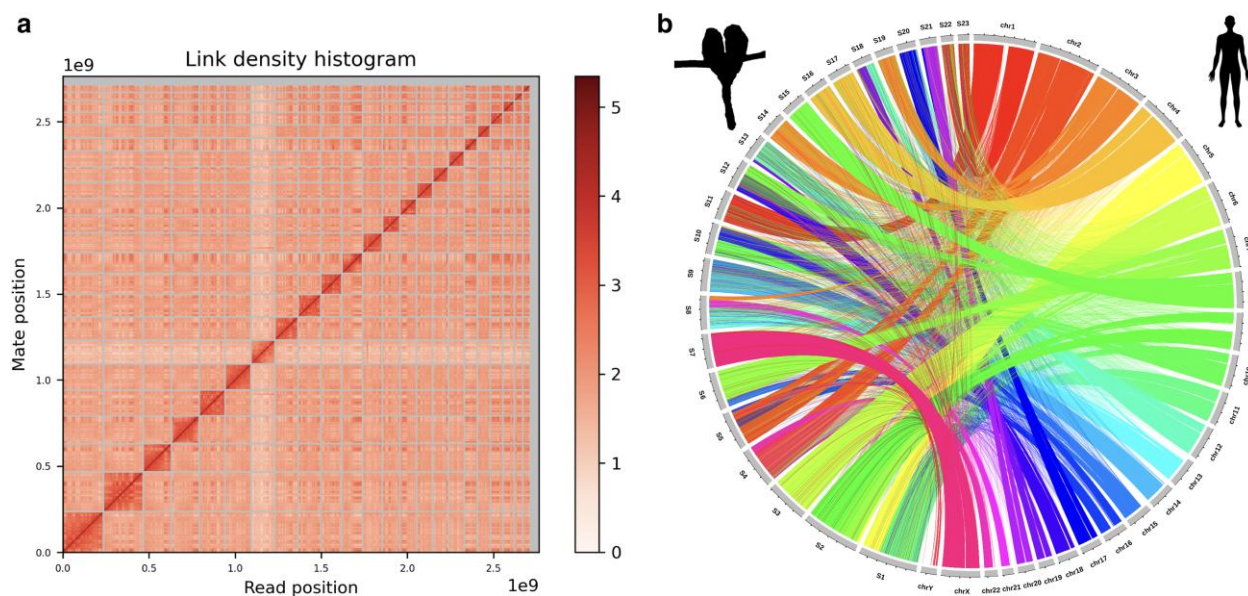 a
Link density histogram
1e9
2.5
2.0
1.5
1.0
0.5
0.0
Mate position
0.0
0.5
1.0
1.5
2.0
2.5
Read position
1e9
5
4
3
2
1
0
b
chr1
chr2
chr3
chr4
chr5
chr6
chr11
chr12
chr13
chr14
chr15
chr16
chr17
chr18
chr19
chr20
chr21
chr22
chrX
chrY
S1
S2
S3
S4
S5
S6
S7
S8
S9
S10
S11
S12
S13
S14
S15
S16
S17
S18
S19
S20
S21
S22
S23